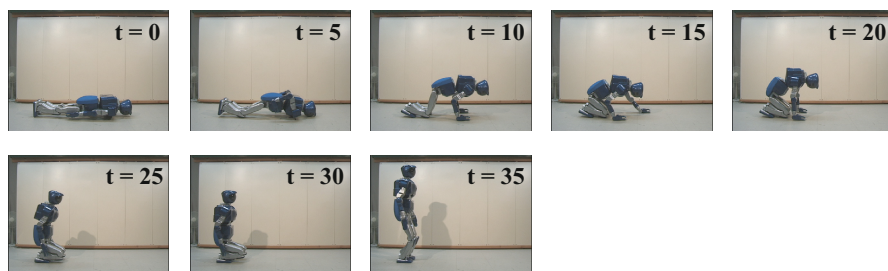 t = 0
t = 5
t = 10
t = 15
t = 20
t = 25
t = 30
t = 35